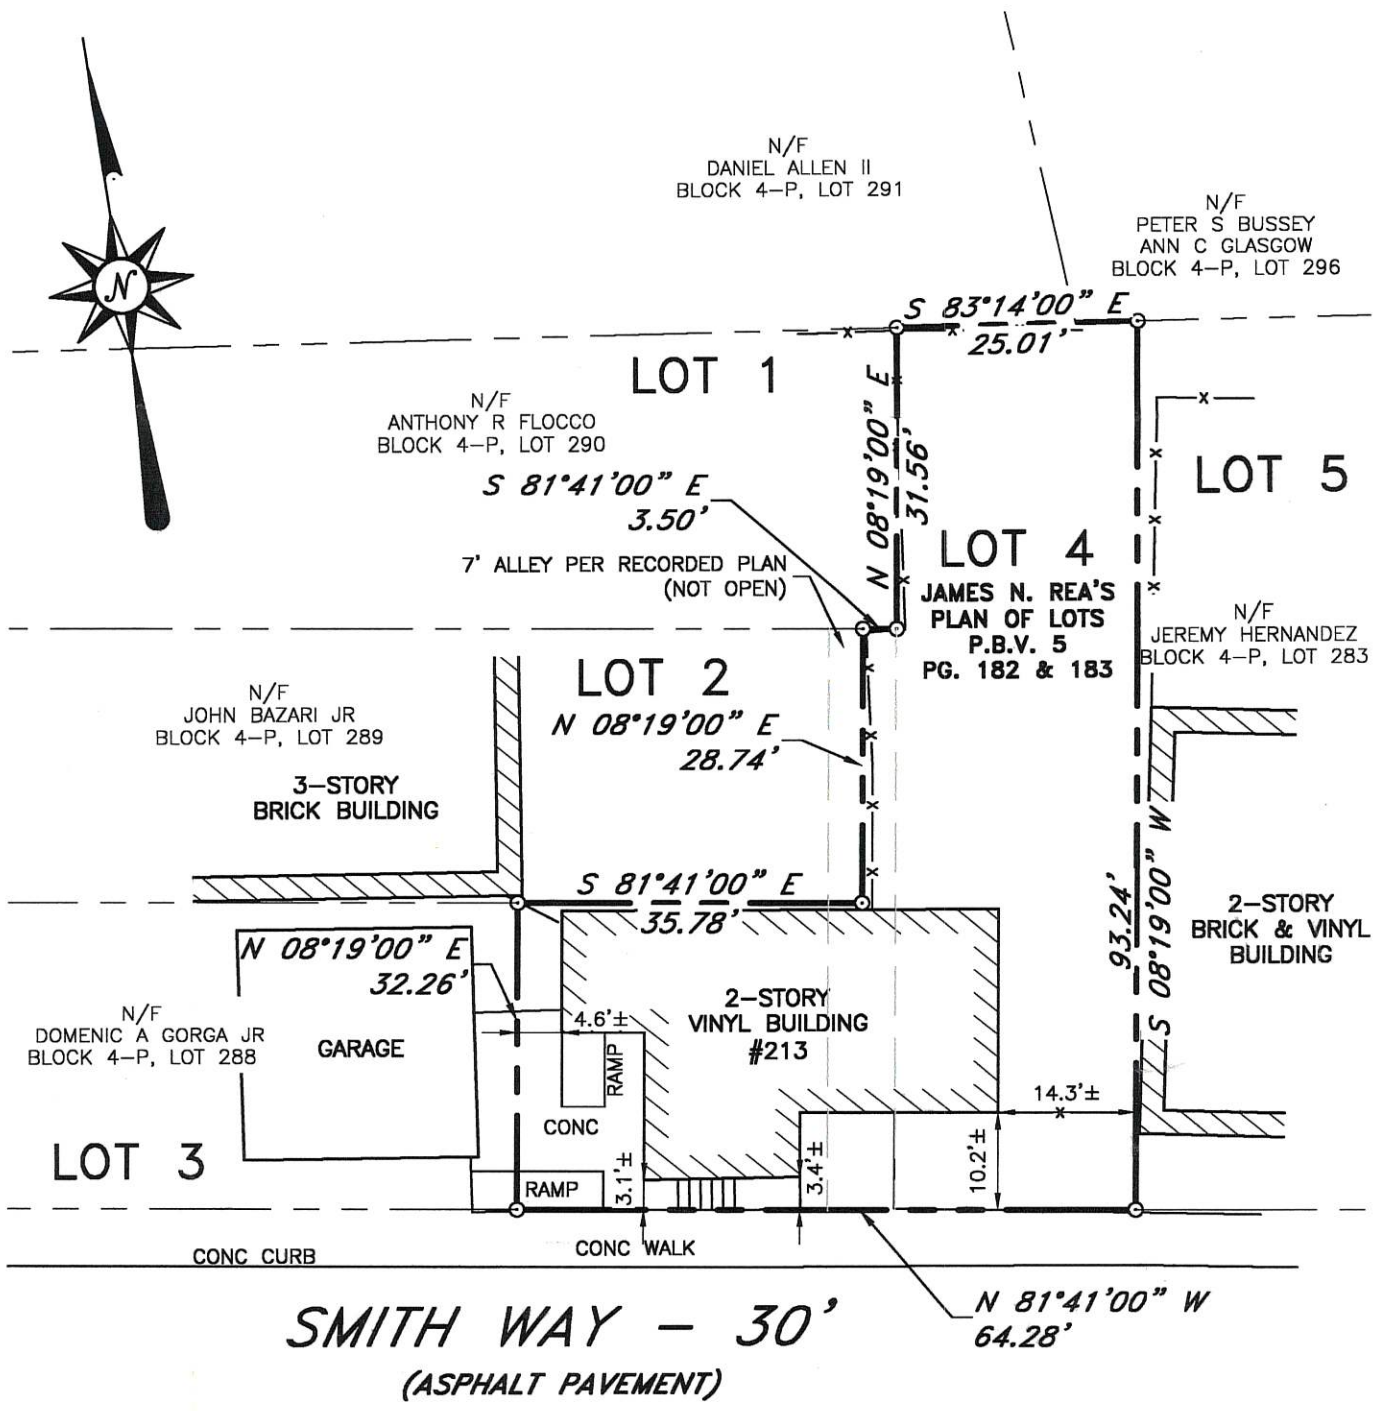 N/F
DANIEL ALLEN II
BLOCK 4-P, LOT 291
N/F
PETER S BUSSEY
ANN C GLASGOW
BLOCK 4-P, LOT 296
N
S 83°14'00" E
25.01'
LOT 1
N/F
ANTHONY R FLOCCO
BLOCK 4-P, LOT 290
S 81°41'00" E
3.50'
N 08°19'00" E
31.56'
LOT 5
7' ALLEY PER RECORDED PLAN
(NOT OPEN)
LOT 4
JAMES N. REA'S
PLAN OF LOTS
P.B.V. 5
PG. 182 & 183
N/F
JEREMY HERNANDEZ
BLOCK 4-P, LOT 283
LOT 2
N 08°19'00" E
28.74'
N/F
JOHN BAZARI JR
BLOCK 4-P, LOT 289
3-STORY
BRICK BUILDING
S 81°41'00" E
35.78'
93.24'
S 08°19'00" W
2-STORY
BRICK & VINYL
BUILDING
N 08°19'00" E
32.26'
N/F
DOMENIC A GORGA JR
BLOCK 4-P, LOT 288
GARAGE
4.6'±
RAMP
2-STORY
VINYL BUILDING
#213
14.3'±
CONC
LOT 3
RAMP
3.1'±
3.4'±
10.2'±
CONC WALK
CONC CURB
N 81°41'00" W
64.28'
SMITH WAY - 30'
(ASPHALT PAVEMENT)